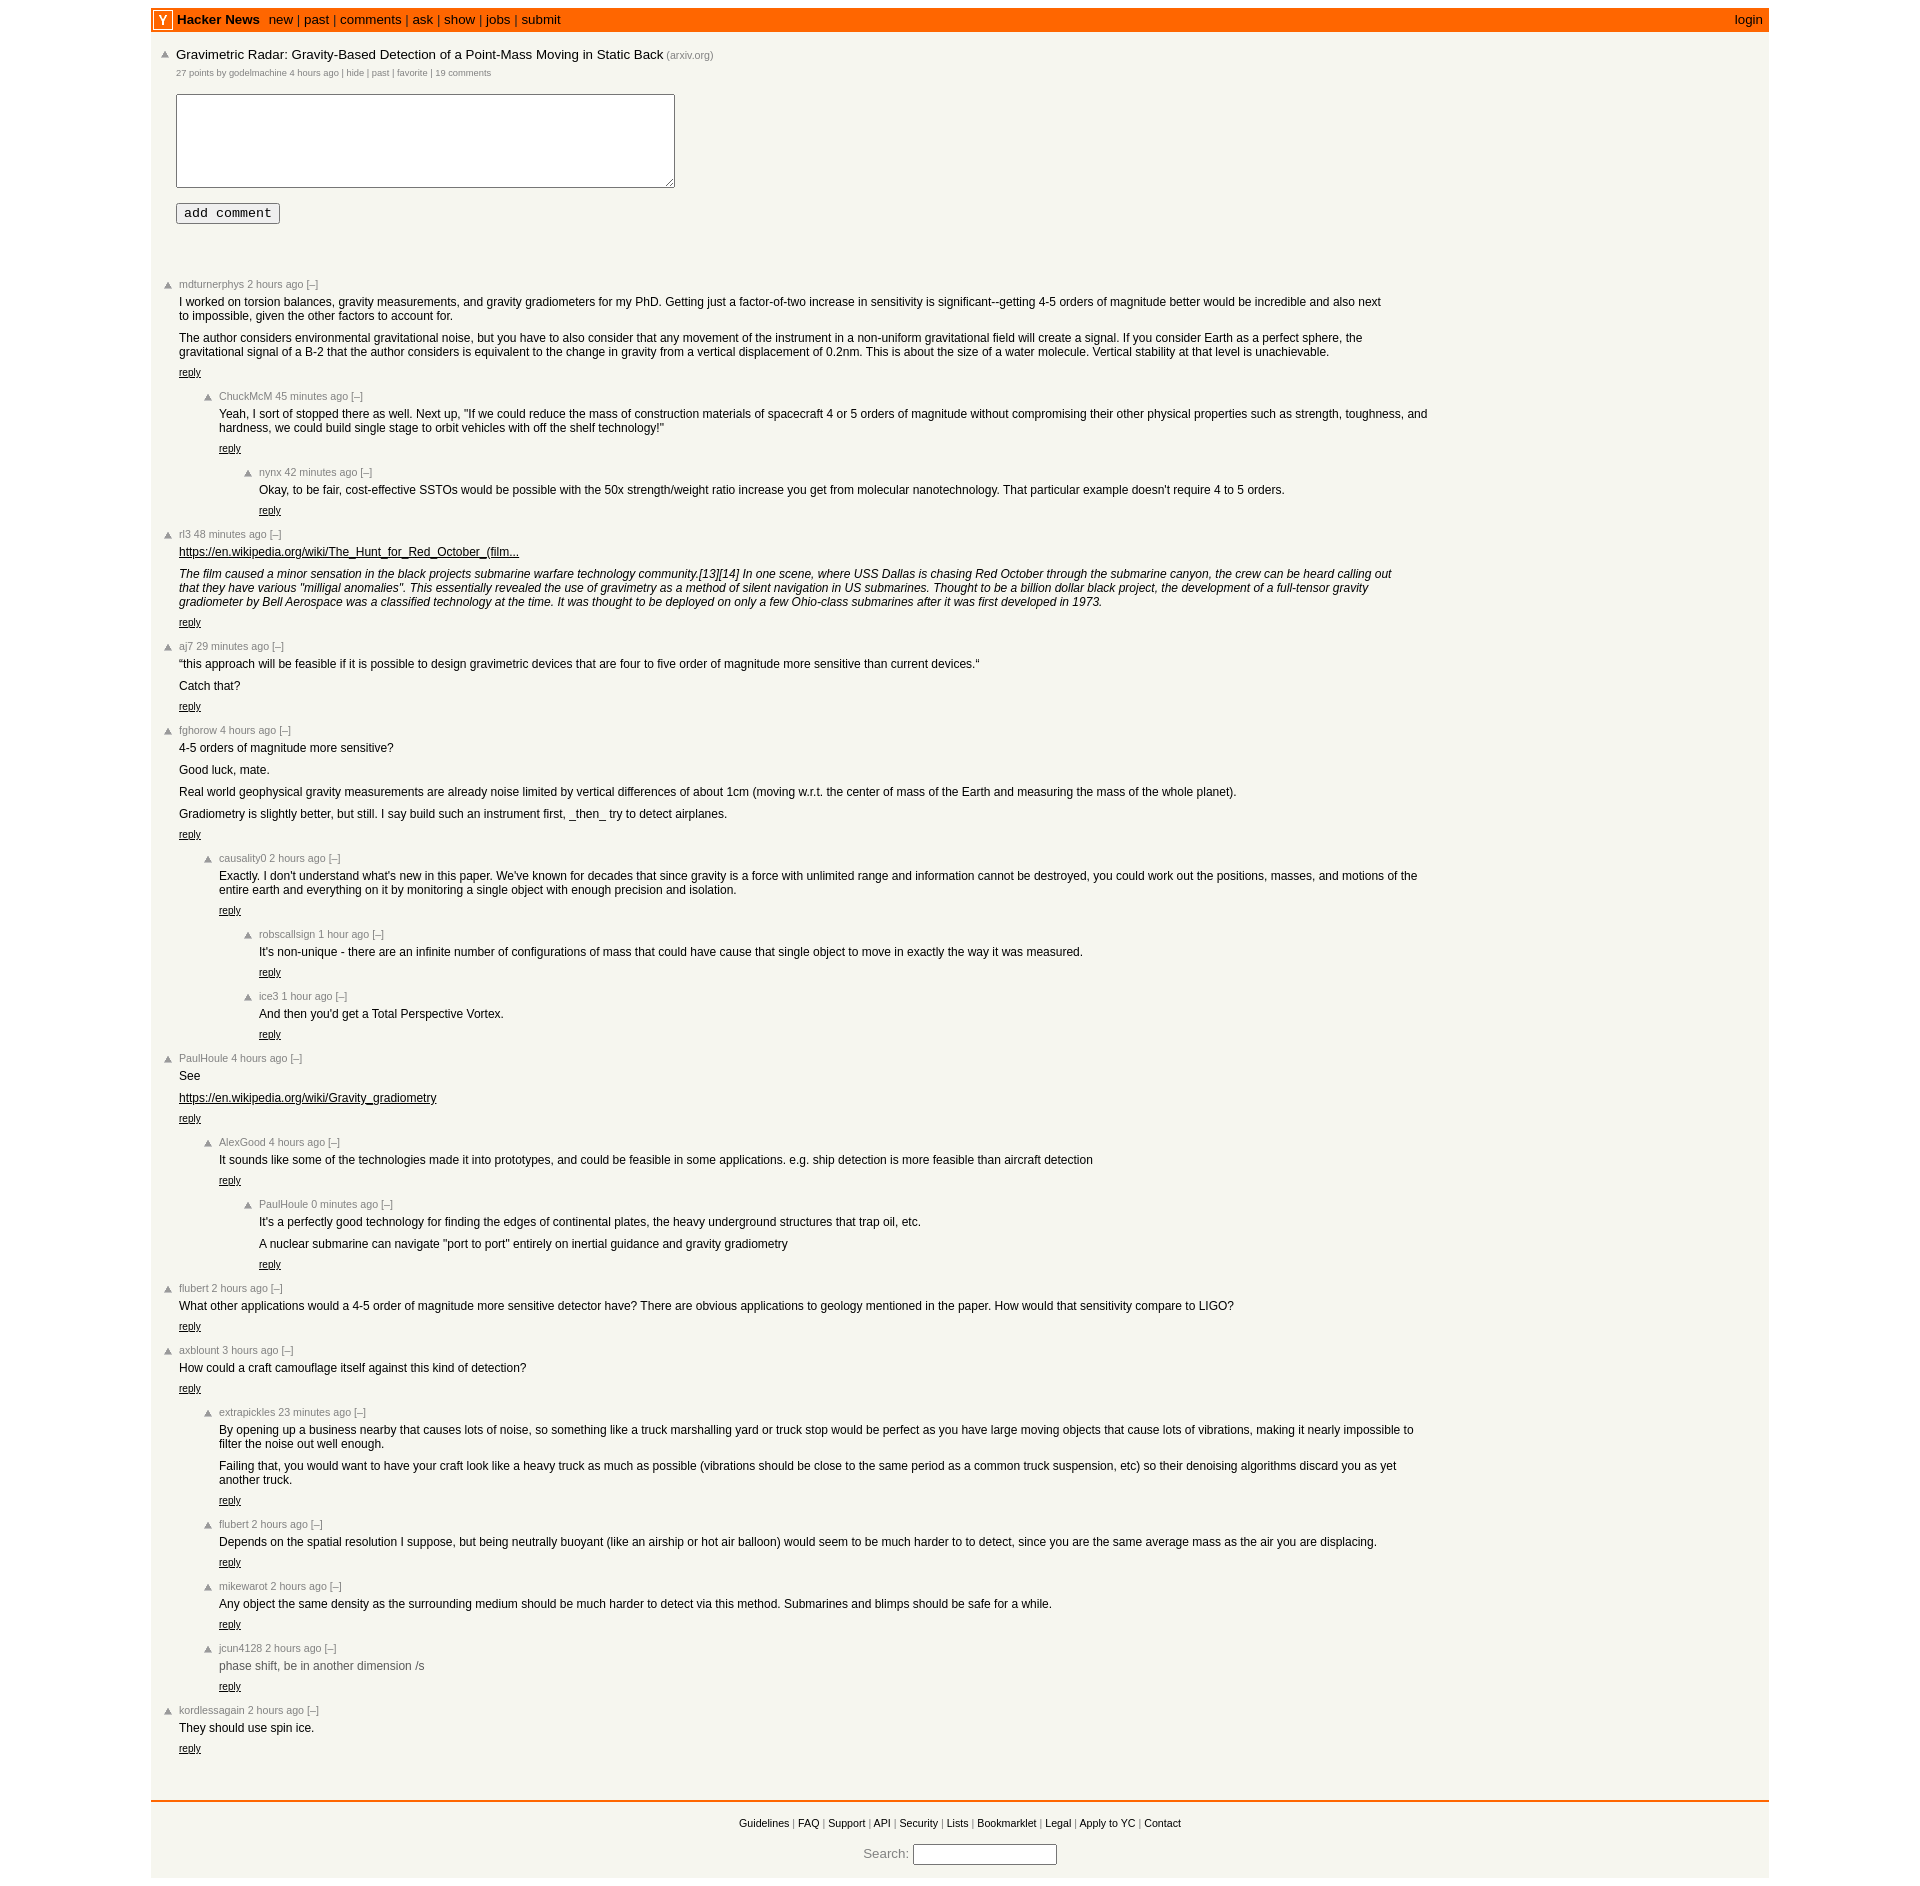 Y Hacker News new | past | comments | ask | show | jobs | submit login
Gravimetric Radar: Gravity-Based Detection of a Point-Mass Moving in Static Back (arxiv.org)
27 points by godelmachine 4 hours ago | hide | past | favorite | 19 comments
add comment
mdturnerphys 2 hours ago [–]
I worked on torsion balances, gravity measurements, and gravity gradiometers for my PhD. Getting just a factor-of-two increase in sensitivity is significant--getting 4-5 orders of magnitude better would be incredible and also next
to impossible, given the other factors to account for.
The author considers environmental gravitational noise, but you have to also consider that any movement of the instrument in a non-uniform gravitational field will create a signal. If you consider Earth as a perfect sphere, the
gravitational signal of a B-2 that the author considers is equivalent to the change in gravity from a vertical displacement of 0.2nm. This is about the size of a water molecule. Vertical stability at that level is unachievable.
reply
ChuckMcM 45 minutes ago [–]
Yeah, I sort of stopped there as well. Next up, "If we could reduce the mass of construction materials of spacecraft 4 or 5 orders of magnitude without compromising their other physical properties such as strength, toughness, and
hardness, we could build single stage to orbit vehicles with off the shelf technology!"
reply
nynx 42 minutes ago [–]
Okay, to be fair, cost-effective SSTOs would be possible with the 50x strength/weight ratio increase you get from molecular nanotechnology. That particular example doesn't require 4 to 5 orders.
reply
rl3 48 minutes ago [–]
https://en.wikipedia.org/wiki/The_Hunt_for_Red_October_(film...
The film caused a minor sensation in the black projects submarine warfare technology community.[13][14] In one scene, where USS Dallas is chasing Red October through the submarine canyon, the crew can be heard calling out
that they have various "milligal anomalies". This essentially revealed the use of gravimetry as a method of silent navigation in US submarines. Thought to be a billion dollar black project, the development of a full-tensor gravity
gradiometer by Bell Aerospace was a classified technology at the time. It was thought to be deployed on only a few Ohio-class submarines after it was first developed in 1973.
reply
aj7 29 minutes ago [–]
“this approach will be feasible if it is possible to design gravimetric devices that are four to five order of magnitude more sensitive than current devices.“
Catch that?
reply
fghorow 4 hours ago [–]
4-5 orders of magnitude more sensitive?
Good luck, mate.
Real world geophysical gravity measurements are already noise limited by vertical differences of about 1cm (moving w.r.t. the center of mass of the Earth and measuring the mass of the whole planet).
Gradiometry is slightly better, but still. I say build such an instrument first, _then_ try to detect airplanes.
reply
causality0 2 hours ago [–]
Exactly. I don't understand what's new in this paper. We've known for decades that since gravity is a force with unlimited range and information cannot be destroyed, you could work out the positions, masses, and motions of the
entire earth and everything on it by monitoring a single object with enough precision and isolation.
reply
robscallsign 1 hour ago [–]
It's non-unique - there are an infinite number of configurations of mass that could have cause that single object to move in exactly the way it was measured.
reply
ice3 1 hour ago [–]
And then you'd get a Total Perspective Vortex.
reply
PaulHoule 4 hours ago [–]
See
https://en.wikipedia.org/wiki/Gravity_gradiometry
reply
AlexGood 4 hours ago [–]
It sounds like some of the technologies made it into prototypes, and could be feasible in some applications. e.g. ship detection is more feasible than aircraft detection
reply
PaulHoule 0 minutes ago [–]
It's a perfectly good technology for finding the edges of continental plates, the heavy underground structures that trap oil, etc.
A nuclear submarine can navigate "port to port" entirely on inertial guidance and gravity gradiometry
reply
flubert 2 hours ago [–]
What other applications would a 4-5 order of magnitude more sensitive detector have? There are obvious applications to geology mentioned in the paper. How would that sensitivity compare to LIGO?
reply
axblount 3 hours ago [–]
How could a craft camouflage itself against this kind of detection?
reply
extrapickles 23 minutes ago [–]
By opening up a business nearby that causes lots of noise, so something like a truck marshalling yard or truck stop would be perfect as you have large moving objects that cause lots of vibrations, making it nearly impossible to
filter the noise out well enough.
Failing that, you would want to have your craft look like a heavy truck as much as possible (vibrations should be close to the same period as a common truck suspension, etc) so their denoising algorithms discard you as yet
another truck.
reply
flubert 2 hours ago [–]
Depends on the spatial resolution I suppose, but being neutrally buoyant (like an airship or hot air balloon) would seem to be much harder to to detect, since you are the same average mass as the air you are displacing.
reply
mikewarot 2 hours ago [–]
Any object the same density as the surrounding medium should be much harder to detect via this method. Submarines and blimps should be safe for a while.
reply
jcun4128 2 hours ago [–]
phase shift, be in another dimension /s
reply
kordlessagain 2 hours ago [–]
They should use spin ice.
reply
Guidelines | FAQ | Support | API | Security | Lists | Bookmarklet | Legal | Apply to YC | Contact
Search: